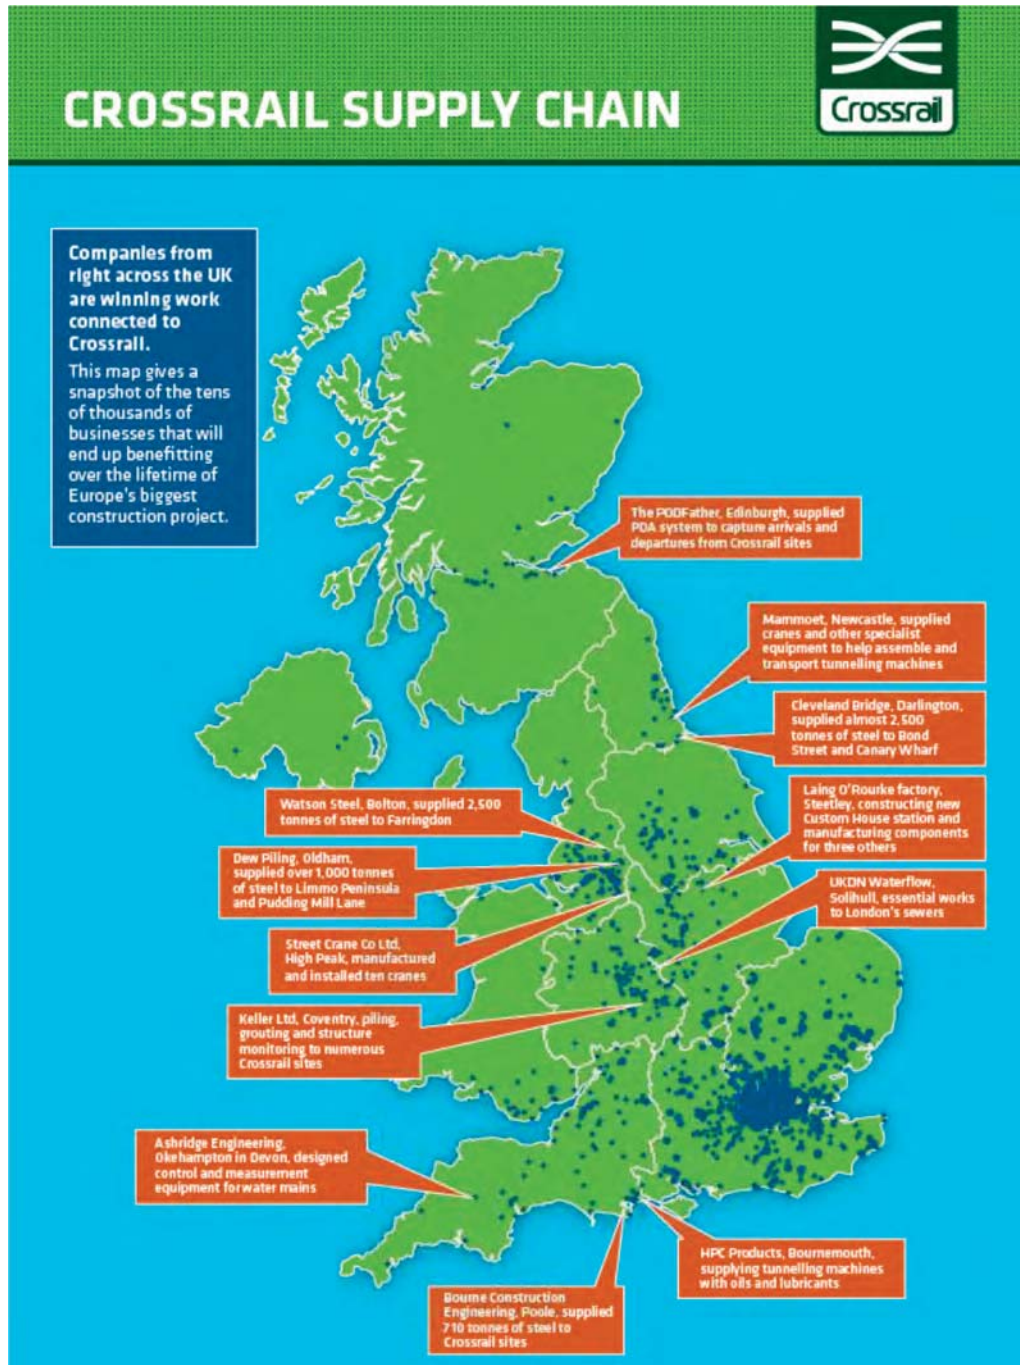 CROSSRAIL SUPPLY CHAIN
Crossrail
Companies from
right across the UK
are winning work
connected to
Crossrail.
This map gives a
snapshot of the tens
of thousands of
businesses that will
end up benefitting
over the lifetime of
Europe's biggest
construction project.
The PODFather, Edinburgh, supplied
PDA system to capture arrivals and
departures from Crossrail sites
Mammoet, Newcastle, supplied
cranes and other specialist
equipment to help assemble and
transport tunnelling machines
Cleveland Bridge, Darlington,
supplied almost 2,500
tonnes of steel to Bond
Street and Canary Wharf
Watson Steel, Bolton, supplied 2,500
tonnes of steel to Farringdon
Laing O'Rourke factory,
Steetley, constructing new
Custom House station and
manufacturing components
for three others
Dew Piling, Oldham,
supplied over 1,000 tonnes
of steel to Limmo Peninsula
and Pudding Mill Lane
UKDN Waterflow,
Solihull, essential works
to London's sewers
Street Crane Co Ltd,
High Peak, manufactured
and installed ten cranes
Keller Ltd, Coventry, piling,
grouting and structure
monitoring to numerous
Crossrail sites
Ashridge Engineering,
Okehampton in Devon, designed
control and measurement
equipment for water mains
HPC Products, Bournemouth,
supplying tunnelling machines
with oils and lubricants
Bourne Construction
Engineering, Poole, supplied
710 tonnes of steel to
Crossrail sites